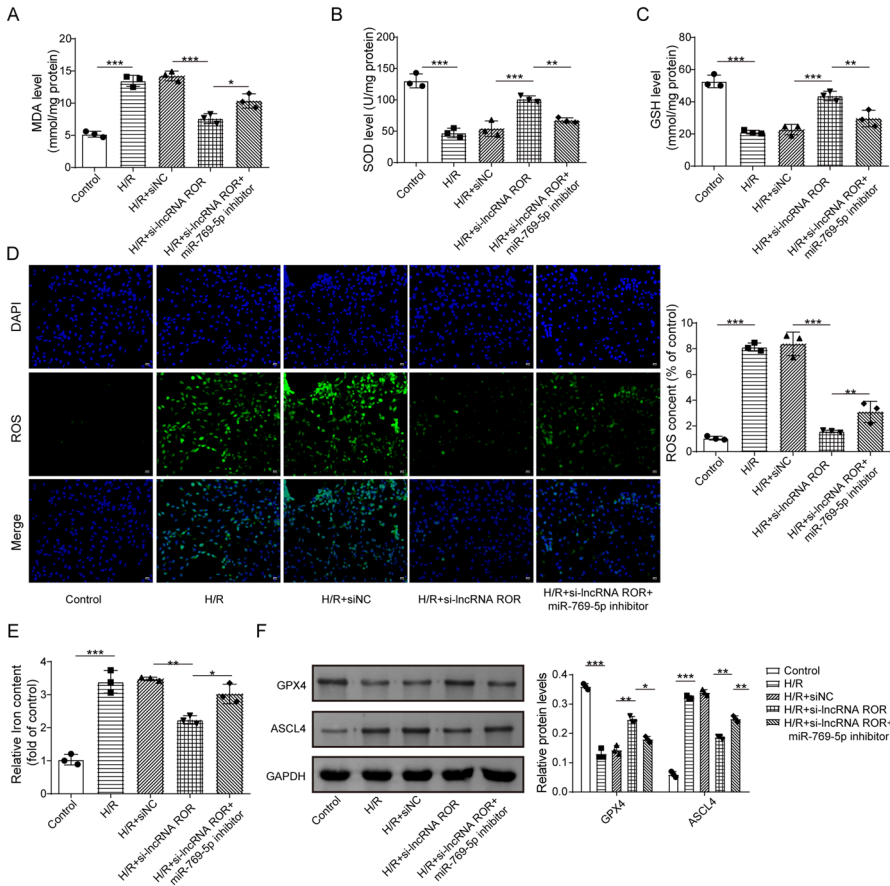 A
MDA level
(mmol/mg protein)
20
15
10
5
0
***
***
*
Control
H/R
H/R+siNC
H/R+si-lncRNA ROR
H/R+si-lncRNA ROR+
miR-769-5p inhibitor
B
SOD level (U/mg protein)
200
150
100
50
0
***
***
**
Control
H/R
H/R+siNC
H/R+si-lncRNA ROR
H/R+si-lncRNA ROR+
miR-769-5p inhibitor
C
GSH level
(mmol/mg protein)
80
60
40
20
0
***
***
**
Control
H/R
H/R+siNC
H/R+si-lncRNA ROR
H/R+si-lncRNA ROR+
miR-769-5p inhibitor
D
DAPI
ROS
Merge
Control
H/R
H/R+siNC
H/R+si-lncRNA ROR
H/R+si-lncRNA ROR+
miR-769-5p inhibitor
ROS concent (% of control)
10
8
6
4
2
0
***
***
**
Control
H/R
H/R+siNC
H/R+si-lncRNA ROR
H/R+si-lncRNA ROR+
miR-769-5p inhibitor
E
Relative Iron content
(fold of control)
5
4
3
2
1
0
***
**
*
Control
H/R
H/R+siNC
H/R+si-lncRNA ROR
H/R+si-lncRNA ROR+
miR-769-5p inhibitor
F
GPX4
ASCL4
GAPDH
Control
H/R
H/R+siNC
H/R+si-lncRNA ROR
H/R+si-lncRNA ROR+
miR-769-5p inhibitor
Relative protein levels
0.4
0.3
0.2
0.1
0.0
***
**
*
***
**
**
GPX4
ASCL4
Control
H/R
H/R+siNC
H/R+si-lncRNA ROR
H/R+si-lncRNA ROR+
miR-769-5p inhibitor